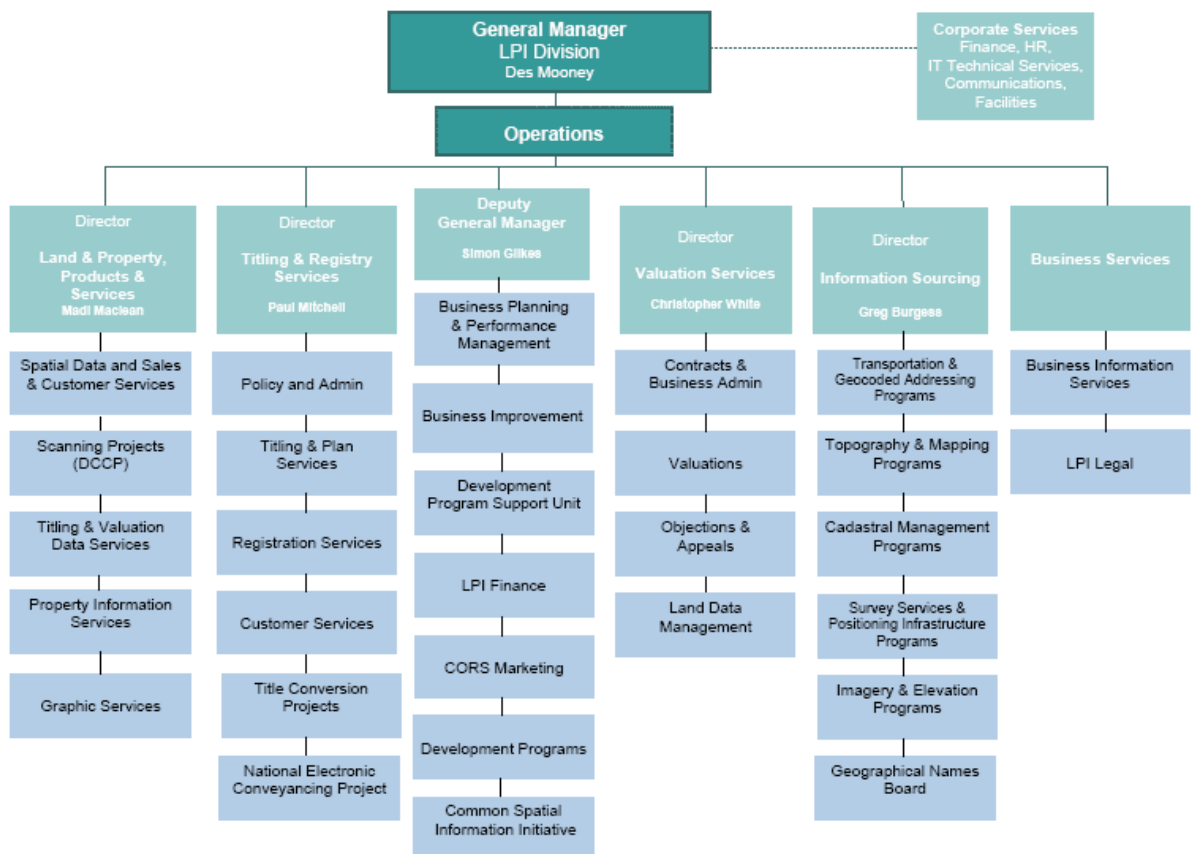 General Manager
LPI Division
Des Mooney
Corporate Services
Finance, HR,
IT Technical Services,
Communications,
Facilities
Operations
Director
Land & Property,
Products &
Services
Madi Maclean
Spatial Data and Sales
& Customer Services
Scanning Projects
(DCCP)
Titling & Valuation
Data Services
Property Information
Services
Graphic Services
Director
Titling & Registry
Services
Paul Mitchell
Policy and Admin
Titling & Plan
Services
Registration Services
Customer Services
Title Conversion
Projects
National Electronic
Conveyancing Project
Deputy
General Manager
Simon Gilkes
Business Planning
& Performance
Management
Business Improvement
Development
Program Support Unit
LPI Finance
CORS Marketing
Development Programs
Common Spatial
Information Initiative
Director
Valuation Services
Christopher White
Contracts &
Business Admin
Valuations
Objections &
Appeals
Land Data
Management
Director
Information Sourcing
Greg Burgess
Transportation &
Geocoded Addressing
Programs
Topography & Mapping
Programs
Cadastral Management
Programs
Survey Services &
Positioning Infrastructure
Programs
Imagery & Elevation
Programs
Geographical Names
Board
Business Services
Business Information
Services
LPI Legal